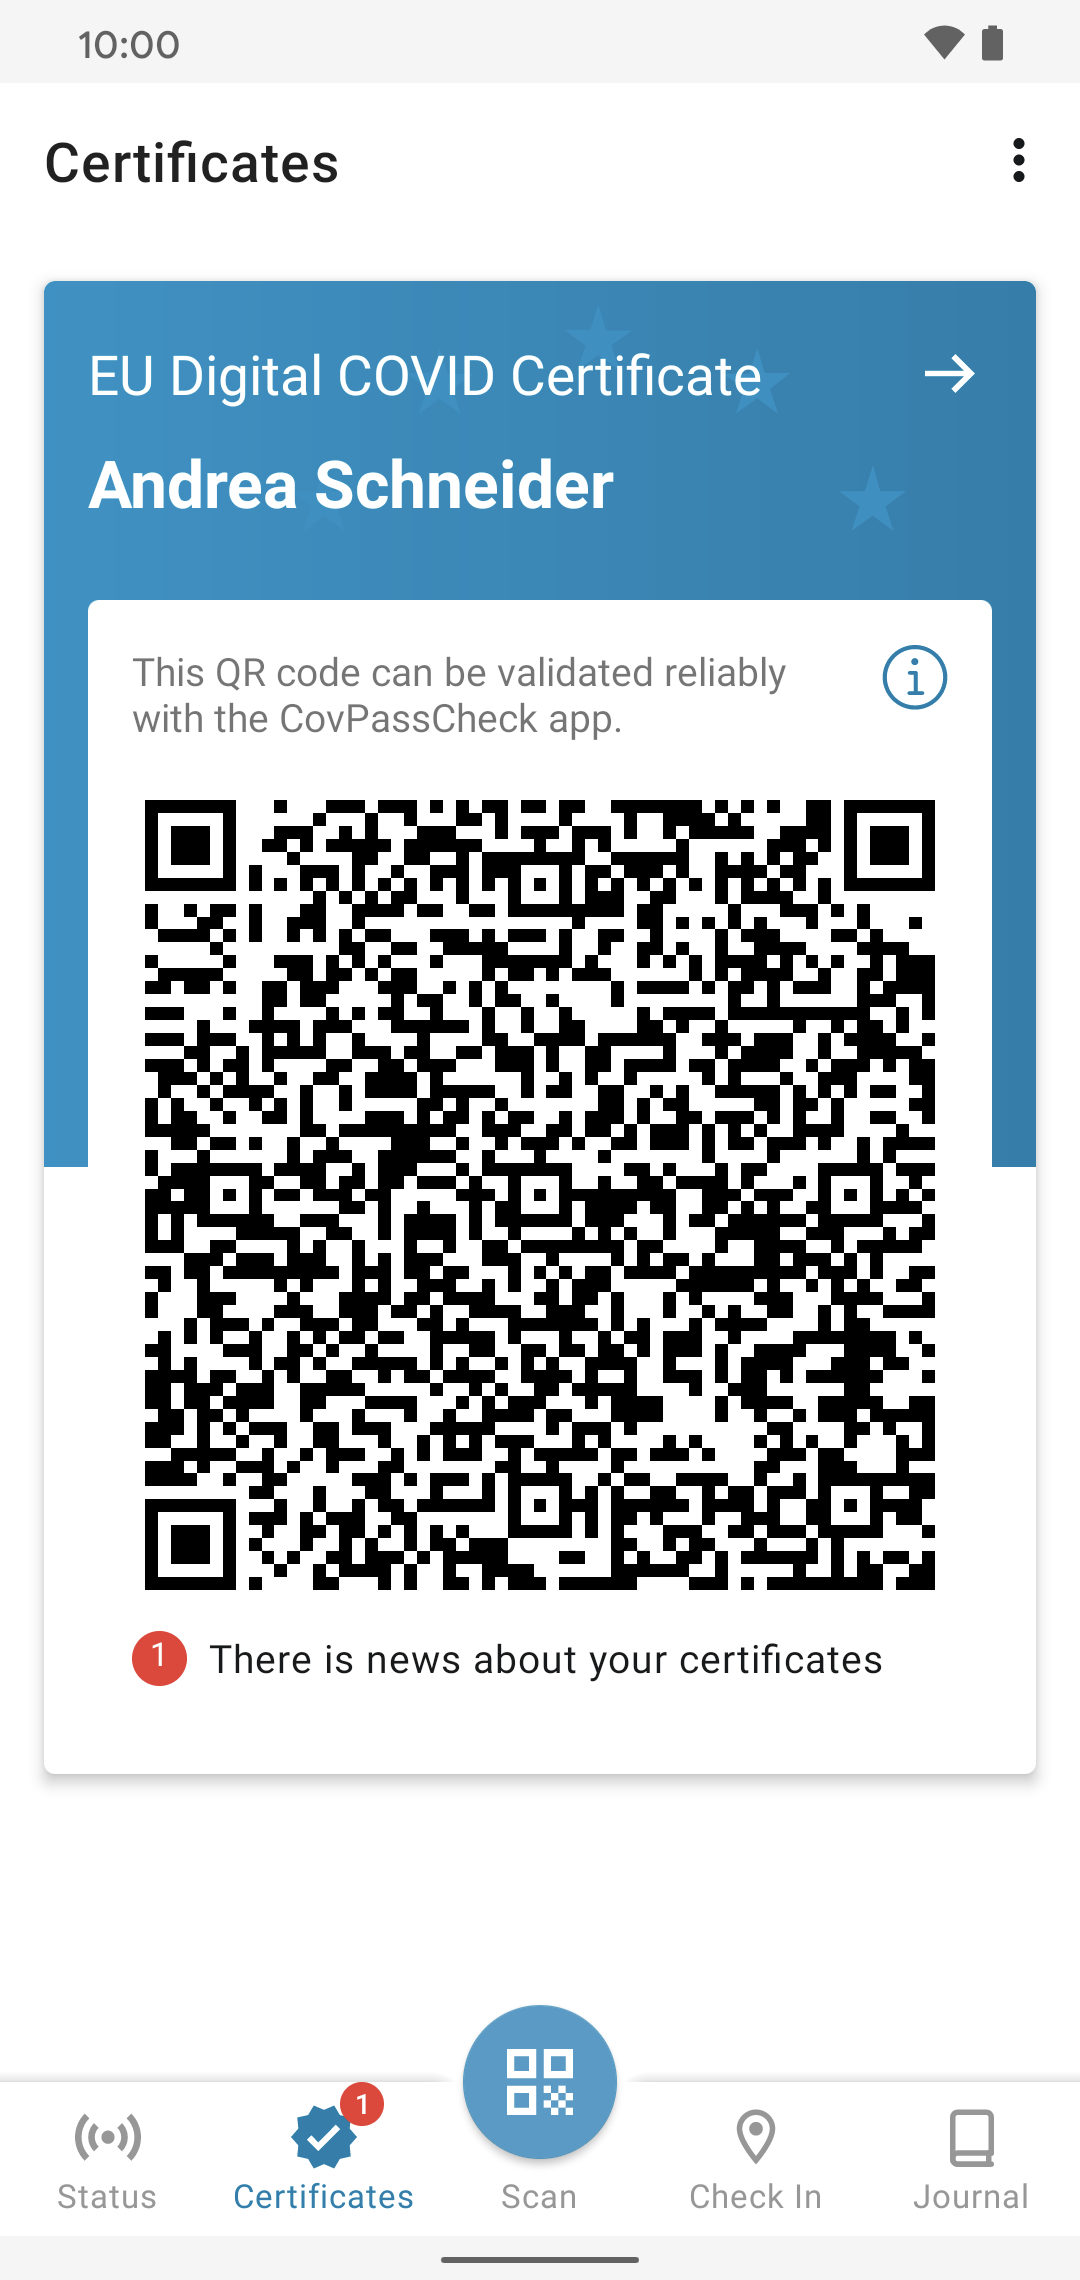 10:00
Certificates
EU Digital COVID Certificate
Andrea Schneider
This QR code can be validated reliably
with the CovPassCheck app.
1 There is news about your certificates
1
Status
Certificates
Scan
Check In
Journal